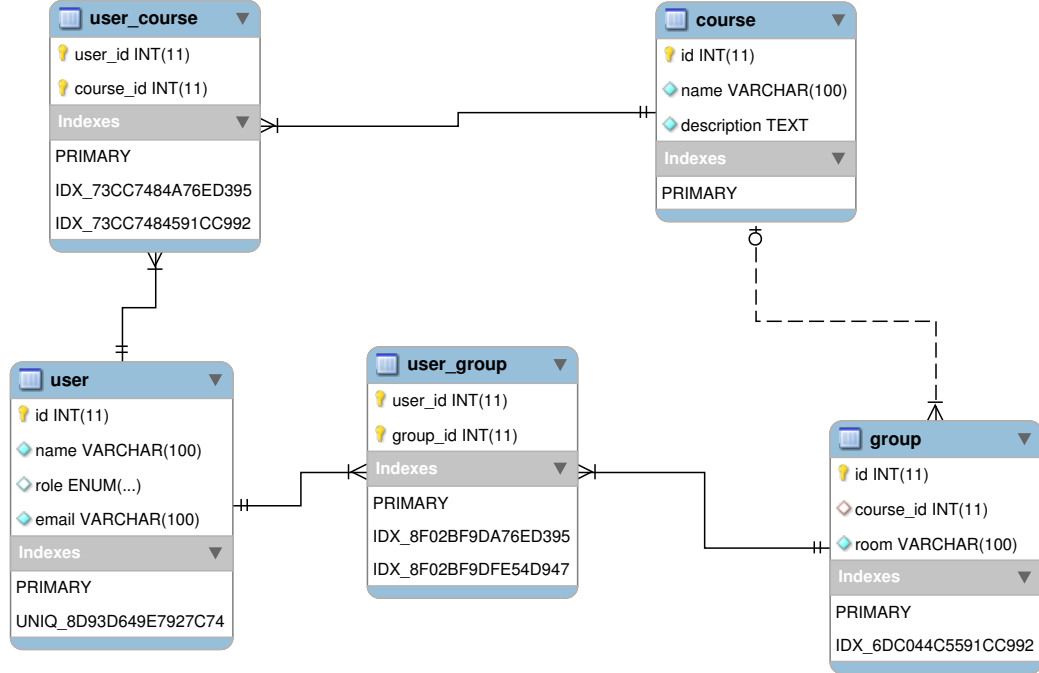 user_course
user_id INT(11)
course_id INT(11)
Indexes
PRIMARY
IDX_73CC7484A76ED395
IDX_73CC7484591CC992
course
id INT(11)
name VARCHAR(100)
description TEXT
Indexes
PRIMARY
user
id INT(11)
name VARCHAR(100)
role ENUM(...)
email VARCHAR(100)
Indexes
PRIMARY
UNIQ_8D93D649E7927C74
user_group
user_id INT(11)
group_id INT(11)
Indexes
PRIMARY
IDX_8F02BF9DA76ED395
IDX_8F02BF9DFE54D947
group
id INT(11)
course_id INT(11)
room VARCHAR(100)
Indexes
PRIMARY
IDX_6DC044C5591CC992